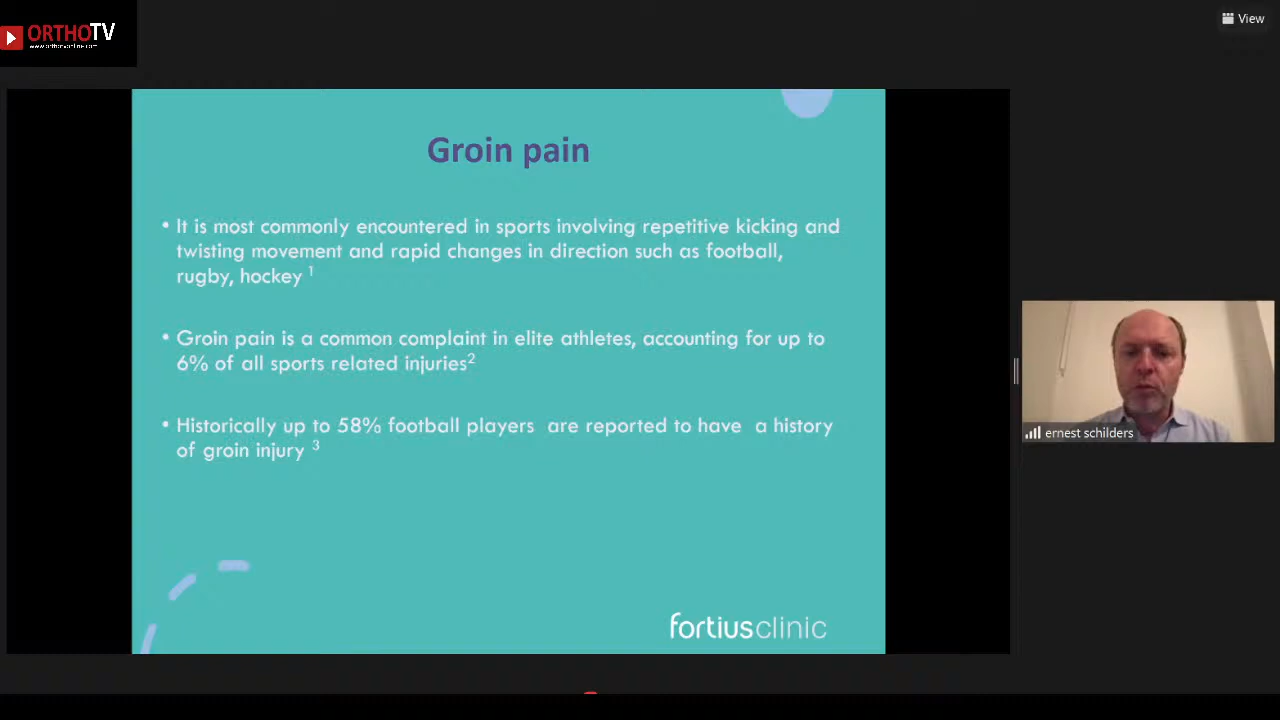 ORTHOTV
View
Groin pain
• It is most commonly encountered in sports involving repetitive kicking and
twisting movement and rapid changes in direction such as football,
rugby, hockey 1
• Groin pain is a common complaint in elite athletes, accounting for up to
6% of all sports related injuries2
• Historically up to 58% football players are reported to have a history
of groin injury 3
ernest schilders
fortiusclinic